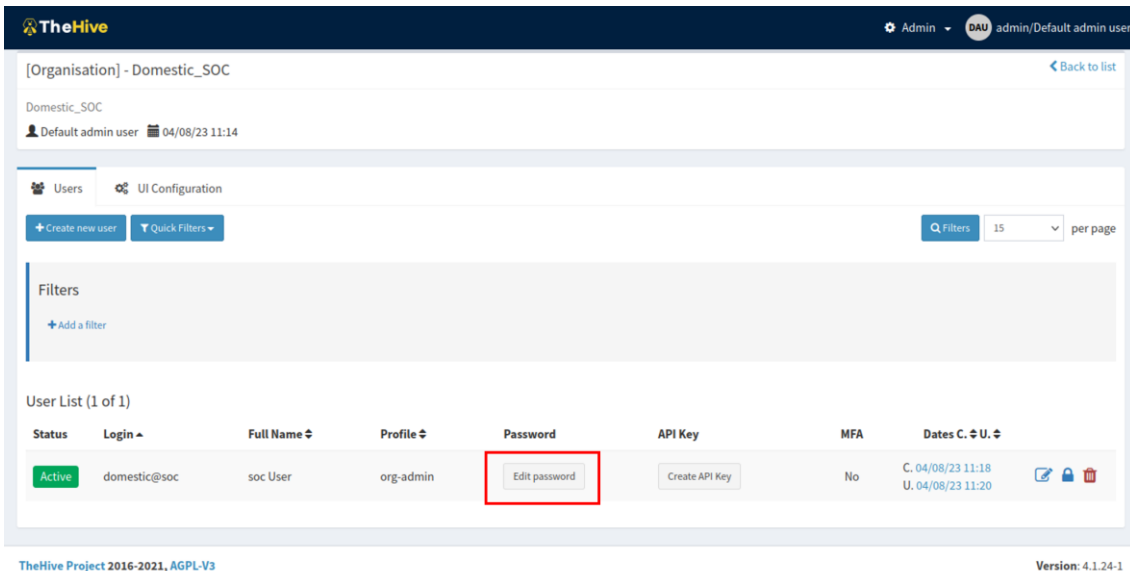 TheHive
Admin
DAU admin/Default admin user
[Organisation] - Domestic_SOC
Back to list
Domestic_SOC
Default admin user 04/08/23 11:14
Users UI Configuration
Create new user Quick Filters Filters 15 per page
Filters
Add a filter
User List (1 of 1)
Status Login Full Name Profile Password API Key MFA Dates C. U.
Active domestic@soc soc User org-admin Edit password Create API Key No C. 04/08/23 11:18
U. 04/08/23 11:20
TheHive Project 2016-2021, AGPL-V3 Version: 4.1.24-1